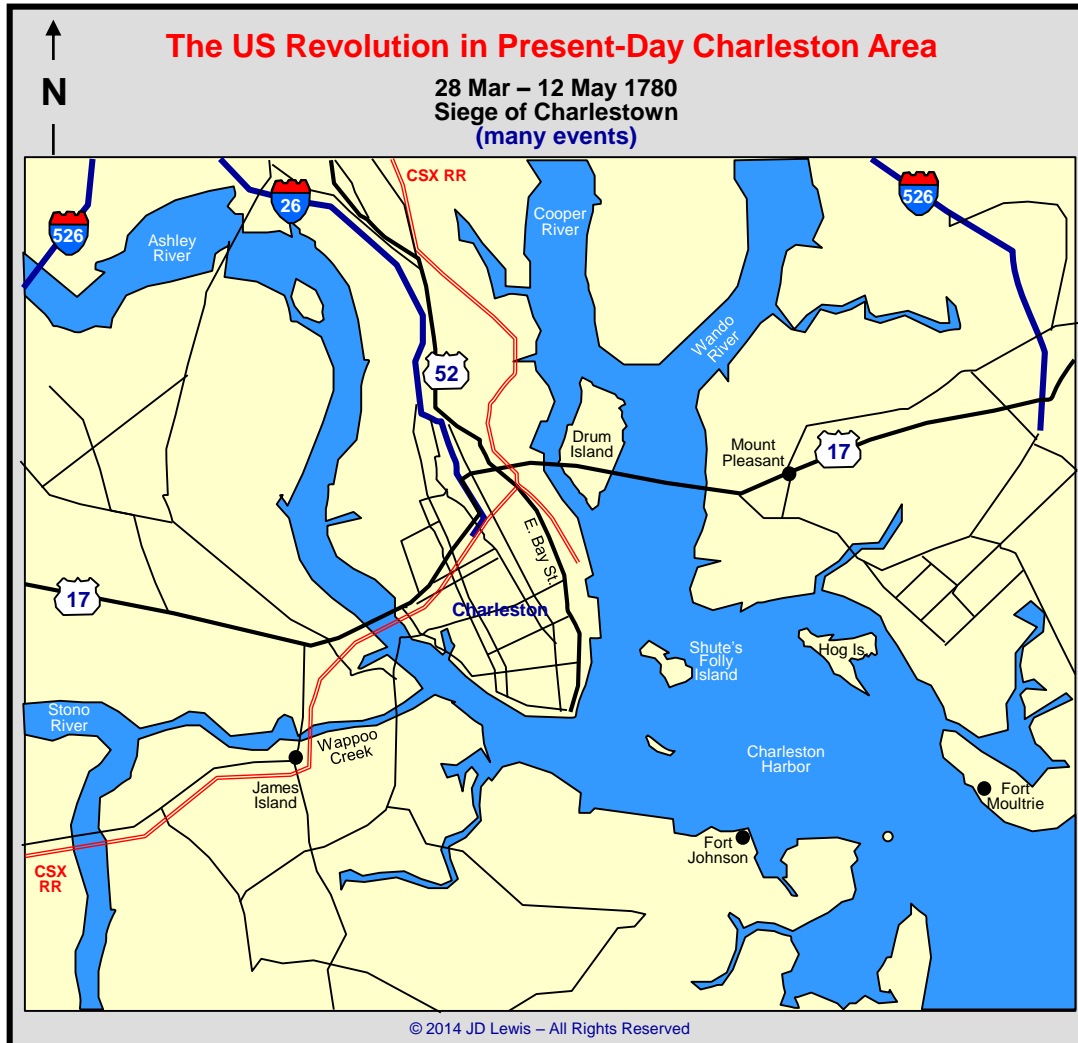 The US Revolution in Present-Day Charleston Area
N
28 Mar – 12 May 1780
Siege of Charlestown
(many events)
CSX RR
526
26
526
Cooper
River
Ashley
River
Wando
River
52
Drum
Island
Mount
Pleasant
17
E. Bay St.
17
Charleston
Shute's
Folly
Island
Hog Is.
Stono
River
Wappoo
Creek
Charleston
Harbor
James
Island
Fort
Moultrie
Fort
Johnson
CSX
RR
© 2014 JD Lewis – All Rights Reserved